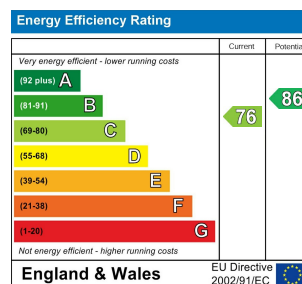 Energy Efficiency Rating
Current Potentia
Very energy efficient - lower running costs
(92 plus) A
(81-91) B
(69-80) C
(55-68) D
(39-54) E
(21-38) F
(1-20) G
76
86
Not energy efficient - higher running costs
England & Wales
EU Directive
2002/91/EC